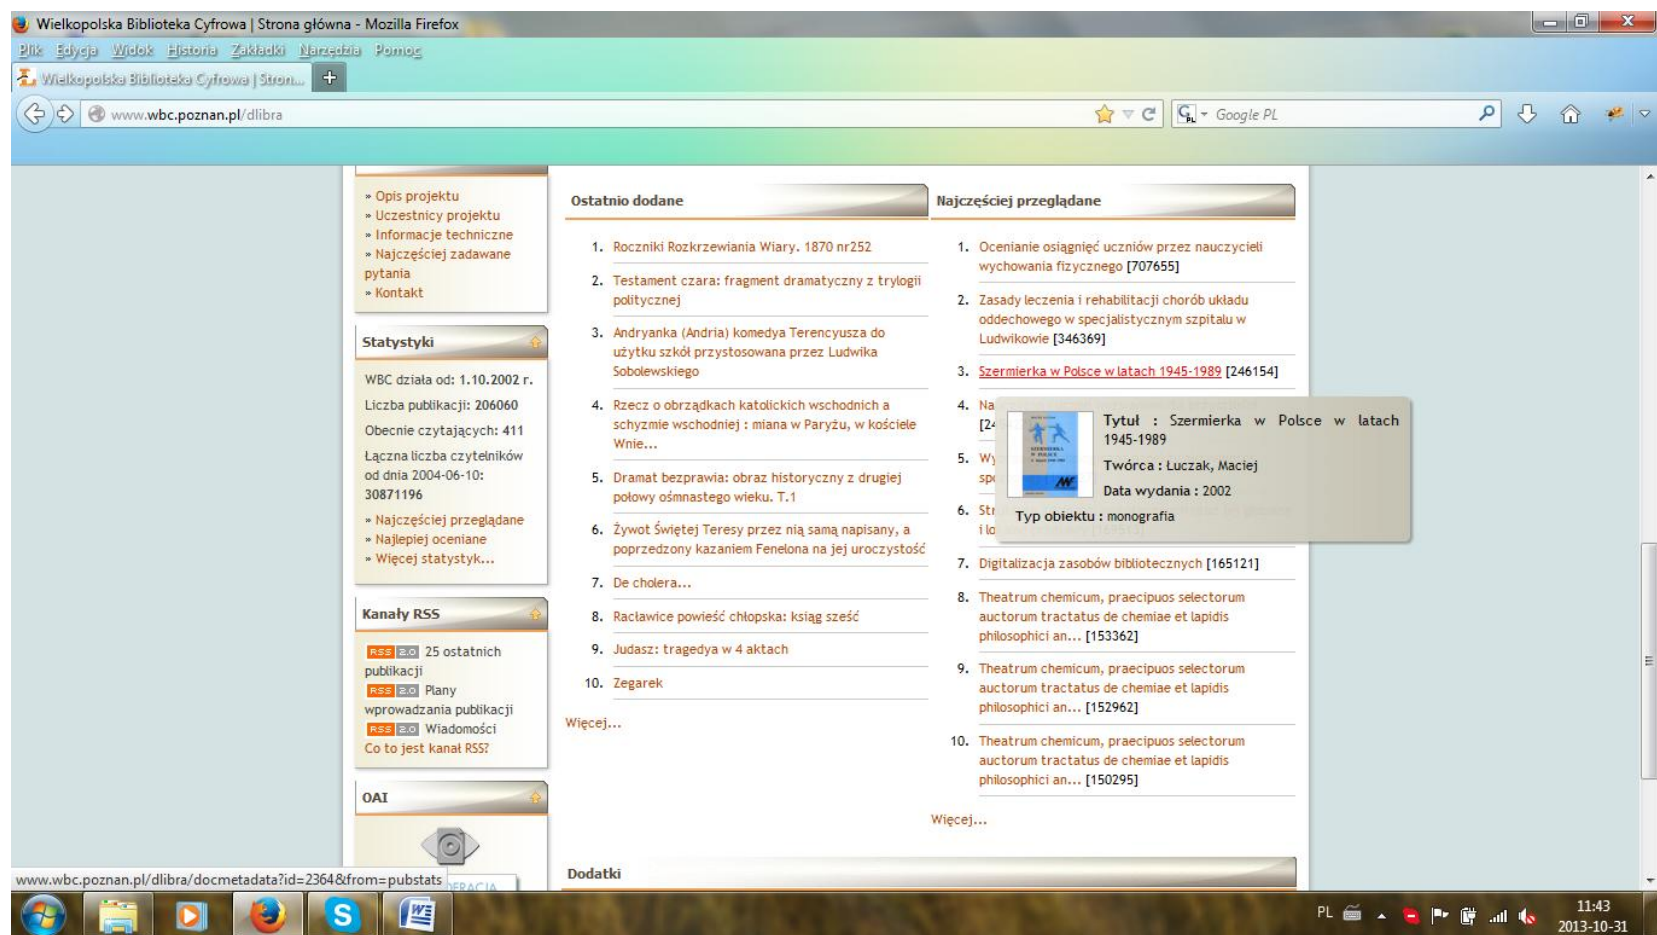 Wielkopolska Biblioteka Cyfrowa | Strona główna - Mozilla Firefox
Plik Edycja Widok Historia Zakładki Narzędzia Pomoc
Wielkopolska Biblioteka Cyfrowa | Stron...
www.wbc.poznan.pl/dlibra
Google PL
» Opis projektu
» Uczestnicy projektu
» Informacje techniczne
» Najczęściej zadawane
pytania
» Kontakt
Statystyki
WBC działa od: 1.10.2002 r.
Liczba publikacji: 206060
Obecnie czytających: 411
Łączna liczba czytelników
od dnia 2004-06-10:
30871196
» Najczęściej przeglądane
» Najlepiej oceniane
» Więcej statystyk...
Kanały RSS
RSS 2.0 25 ostatnich
publikacji
RSS 2.0 Plany
wprowadzania publikacji
RSS 2.0 Wiadomości
Co to jest kanał RSS?
OAI
Ostatnio dodane
1. Roczniki Rozkrzewiania Wiary. 1870 nr252
2. Testament czara: fragment dramatyczny z trylogii
politycznej
3. Andryanka (Andria) komedya Terencyusza do
użytku szkół przystosowana przez Ludwika
Sobolewskiego
4. Rzecz o obrządkach katolickich wschodnich a
schyzmie wschodniej : miana w Paryżu, w kościele
Wnie...
5. Dramat bezprawia: obraz historyczny z drugiej
połowy ośmnastego wieku. T.1
6. Żywot Świętej Teresy przez nią samą napisany, a
poprzedzony kazaniem Fenelona na jej uroczystość
7. De cholera...
8. Racławice powieść chłopska: ksiąg sześć
9. Judasz: tragedya w 4 aktach
10. Zegarek
Więcej...
Najczęściej przeglądane
1. Ocenianie osiągnięć uczniów przez nauczycieli
wychowania fizycznego [707655]
2. Zasady leczenia i rehabilitacji chorób układu
oddechowego w specjalistycznym szpitalu w
Ludwikowie [346369]
3. Szermierka w Polsce w latach 1945-1989 [246154]
4. Na
[24
5. Wy
spo
6. Str
i lo
Tytuł : Szermierka w Polsce w latach
1945-1989
Twórca : Łuczak, Maciej
Data wydania : 2002
Typ obiektu : monografia
7. Digitalizacja zasobów bibliotecznych [165121]
8. Theatrum chemicum, praecipuos selectorum
auctorum tractatus de chemiae et lapidis
philosophici an... [153362]
9. Theatrum chemicum, praecipuos selectorum
auctorum tractatus de chemiae et lapidis
philosophici an... [152962]
10. Theatrum chemicum, praecipuos selectorum
auctorum tractatus de chemiae et lapidis
philosophici an... [150295]
Więcej...
Dodatki
www.wbc.poznan.pl/dlibra/docmetadata?id=2364&from=pubstats
PL
11:43
2013-10-31